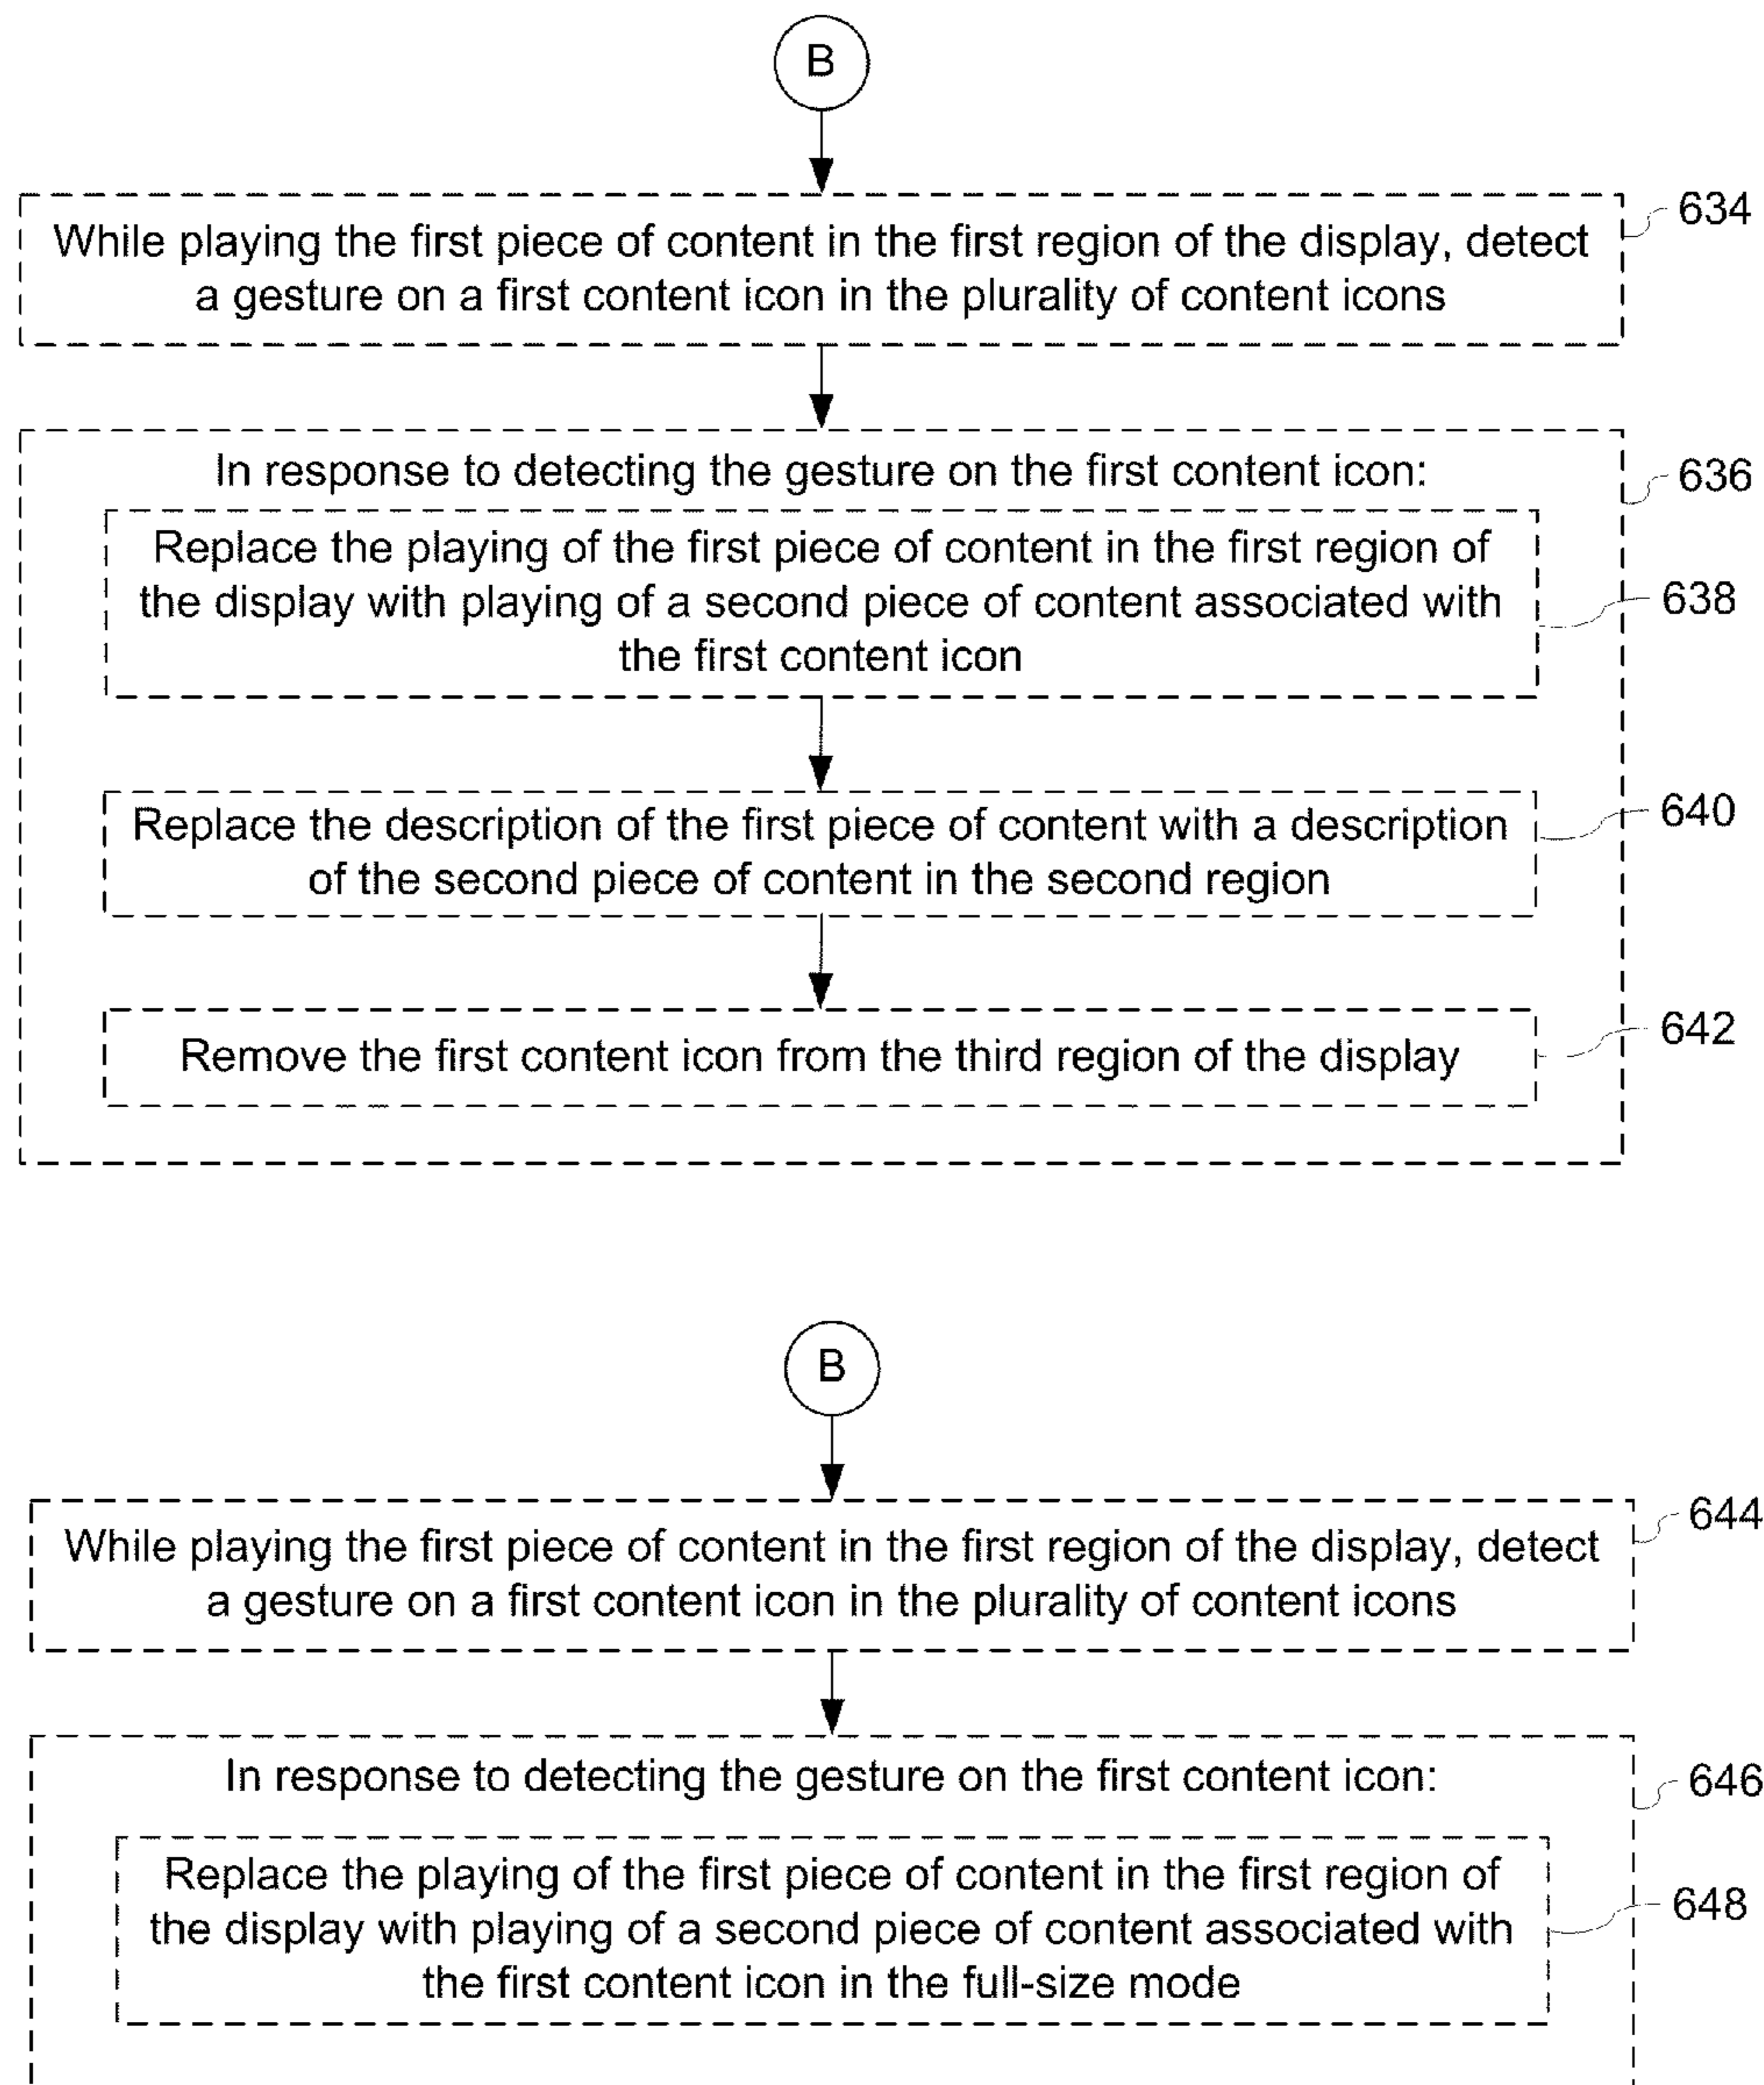 B
While playing the first piece of content in the first region of the display, detect
a gesture on a first content icon in the plurality of content icons
634
In response to detecting the gesture on the first content icon:
636
Replace the playing of the first piece of content in the first region of
the display with playing of a second piece of content associated with
the first content icon
638
Replace the description of the first piece of content with a description
of the second piece of content in the second region
640
Remove the first content icon from the third region of the display
642
B
While playing the first piece of content in the first region of the display, detect
a gesture on a first content icon in the plurality of content icons
644
In response to detecting the gesture on the first content icon:
646
Replace the playing of the first piece of content in the first region of
the display with playing of a second piece of content associated with
the first content icon in the full-size mode
648